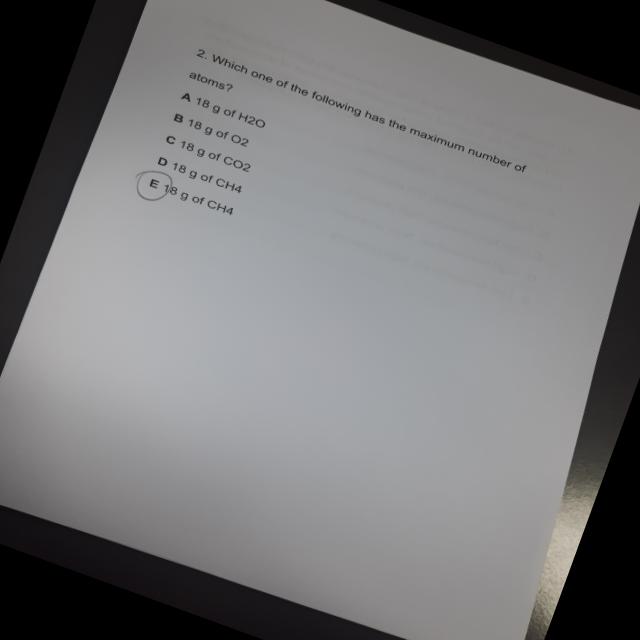 2. Which one of the following has the maximum number of
atoms?
A 18 g of H2O
B 18 g of O2
C 18 g of CO2
D 18 g of CH4
E 18 g of CH4